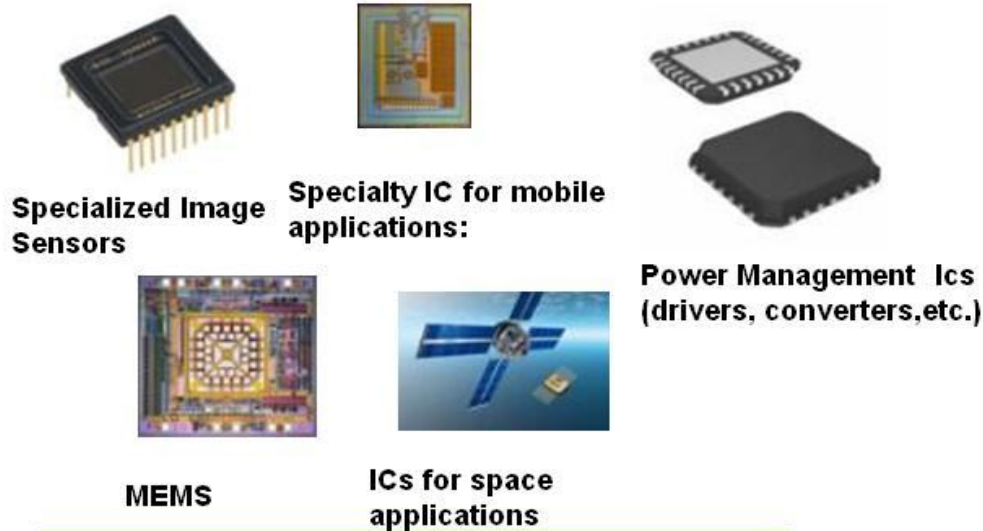 Specialized Image
Sensors
Specialty IC for mobile
applications:
Power Management Ics
(drivers, converters,etc.)
MEMS
ICs for space
applications